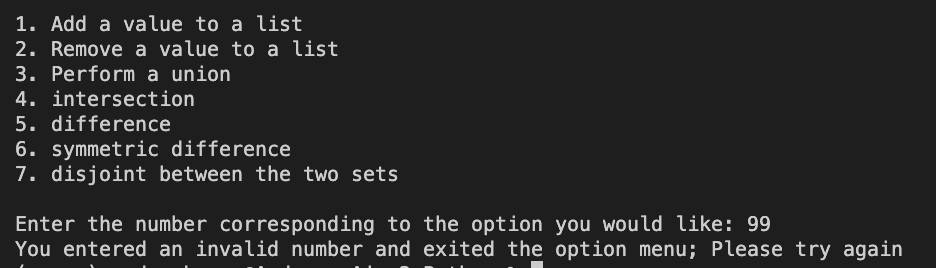 1. Add a value to a list
2. Remove a value to a list
3. Perform a union
4. intersection
5. difference
6. symmetric difference
7. disjoint between the two sets
Enter the number corresponding to the option you would like: 99
You entered an invalid number and exited the option menu; Please try again